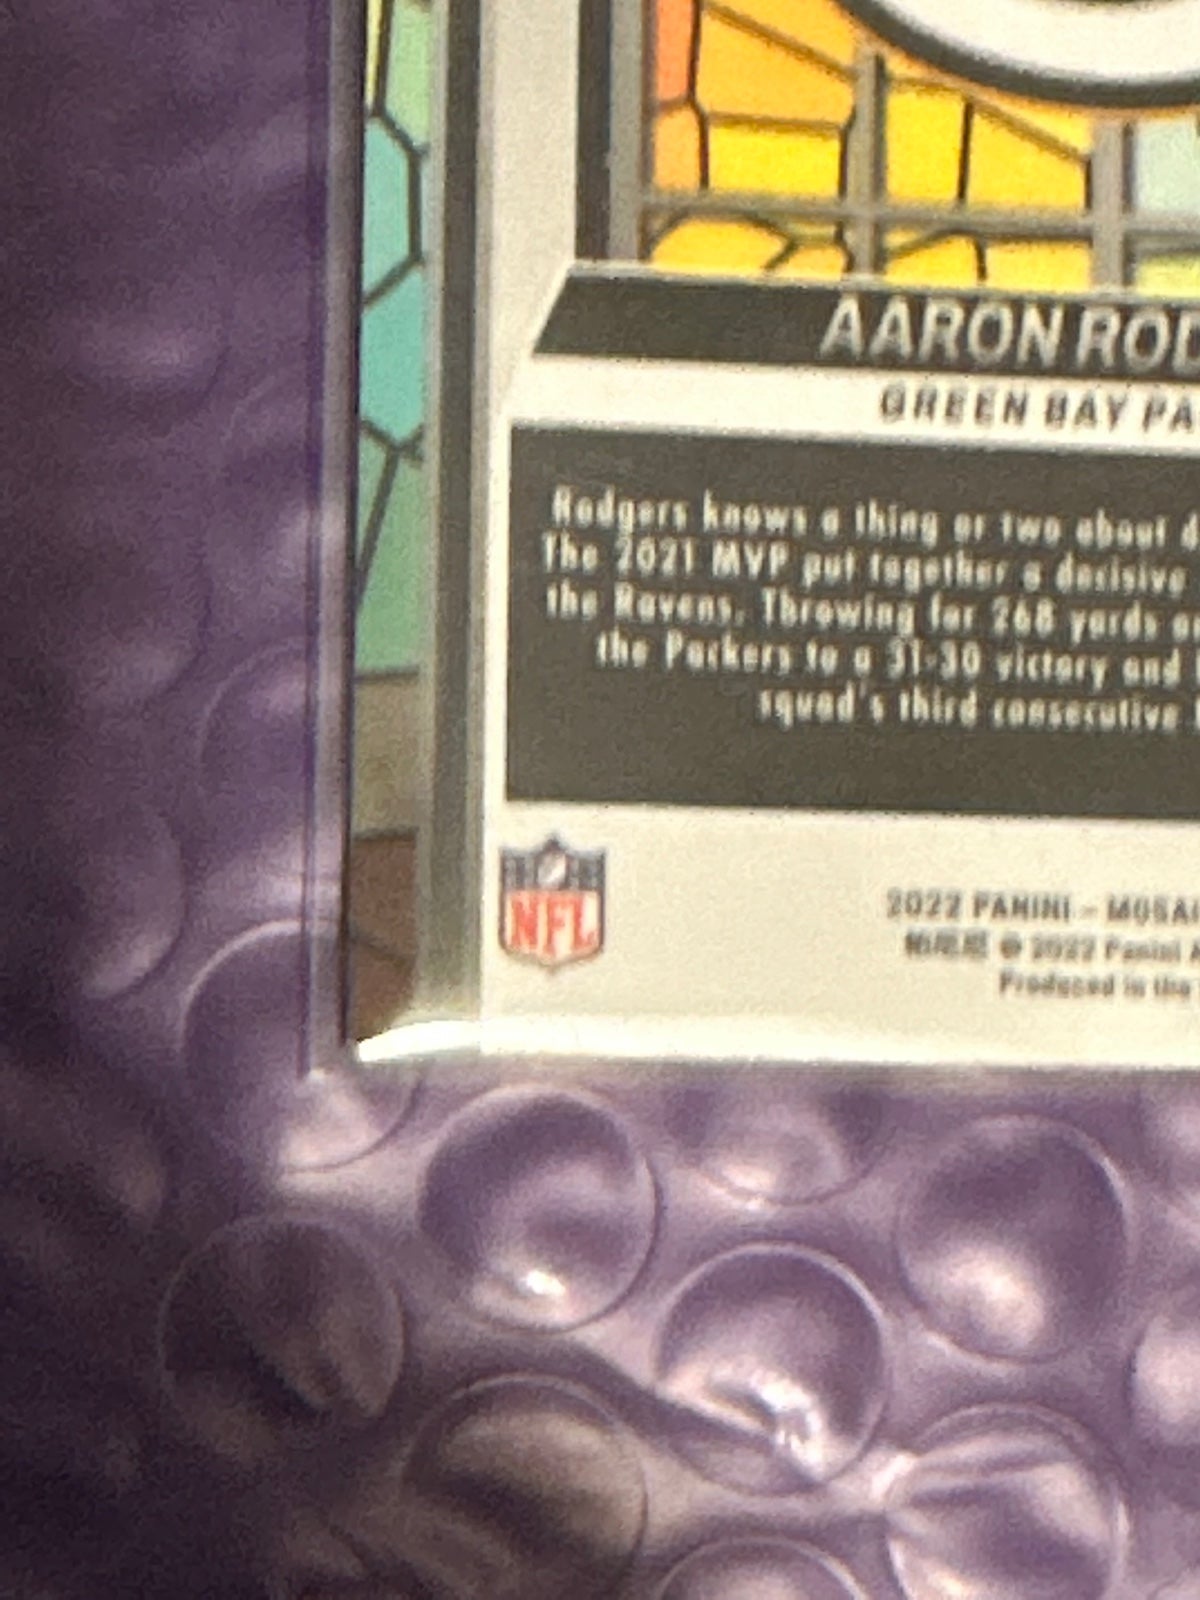 AARON ROD
GREEN BAY PA
Rodgers knows a thing or two about d
The 2021 MVP put together a decisive
the Ravens. Throwing for 268 yards a
the Packers to a 31-30 victory and
squad's third consecutive
NFL
2022 PANINI – MOSAI
© 2022 Panini A
Produced in the